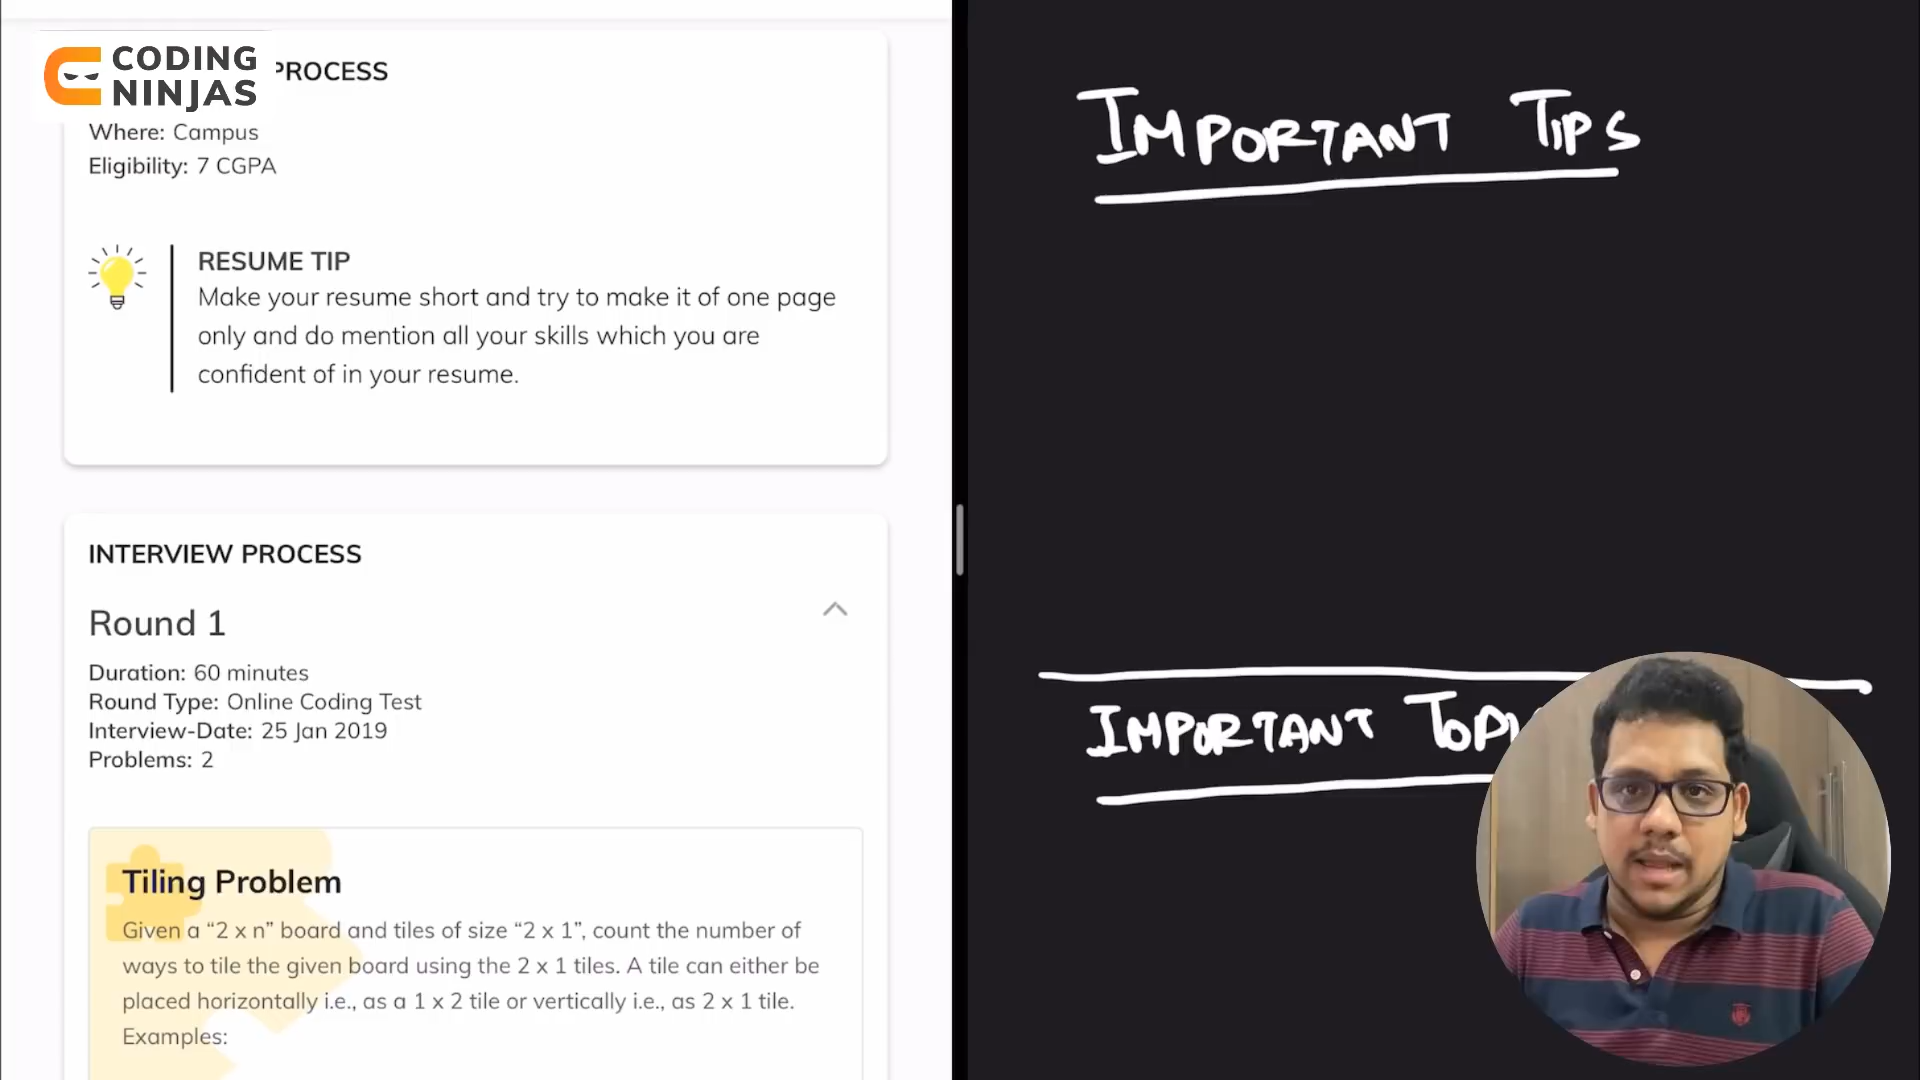 CODING
NINJAS
PROCESS
Where: Campus
Eligibility: 7 CGPA
RESUME TIP
Make your resume short and try to make it of one page
only and do mention all your skills which you are
confident of in your resume.
INTERVIEW PROCESS
Round 1
Duration: 60 minutes
Round Type: Online Coding Test
Interview-Date: 25 Jan 2019
Problems: 2
Tiling Problem
Given a “2 x n” board and tiles of size “2 x 1”, count the number of
ways to tile the given board using the 2 x 1 tiles. A tile can either be
placed horizontally i.e., as a 1 x 2 tile or vertically i.e., as 2 x 1 tile.
Examples:
IMPORTANT TIPS
IMPORTANT